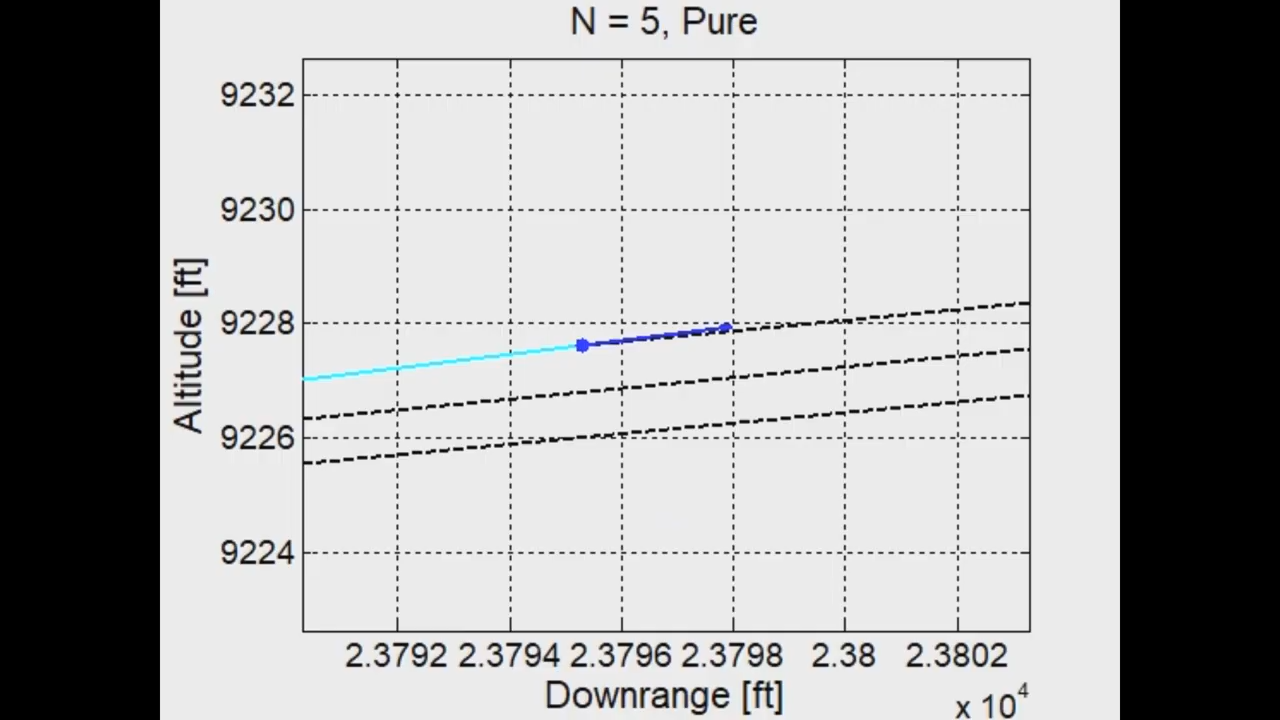 N = 5, Pure
9232
9230
9228
9226
9224
Altitude [ft]
2.3792 2.3794 2.3796 2.3798 2.38 2.3802
Downrange [ft]
x 10^4